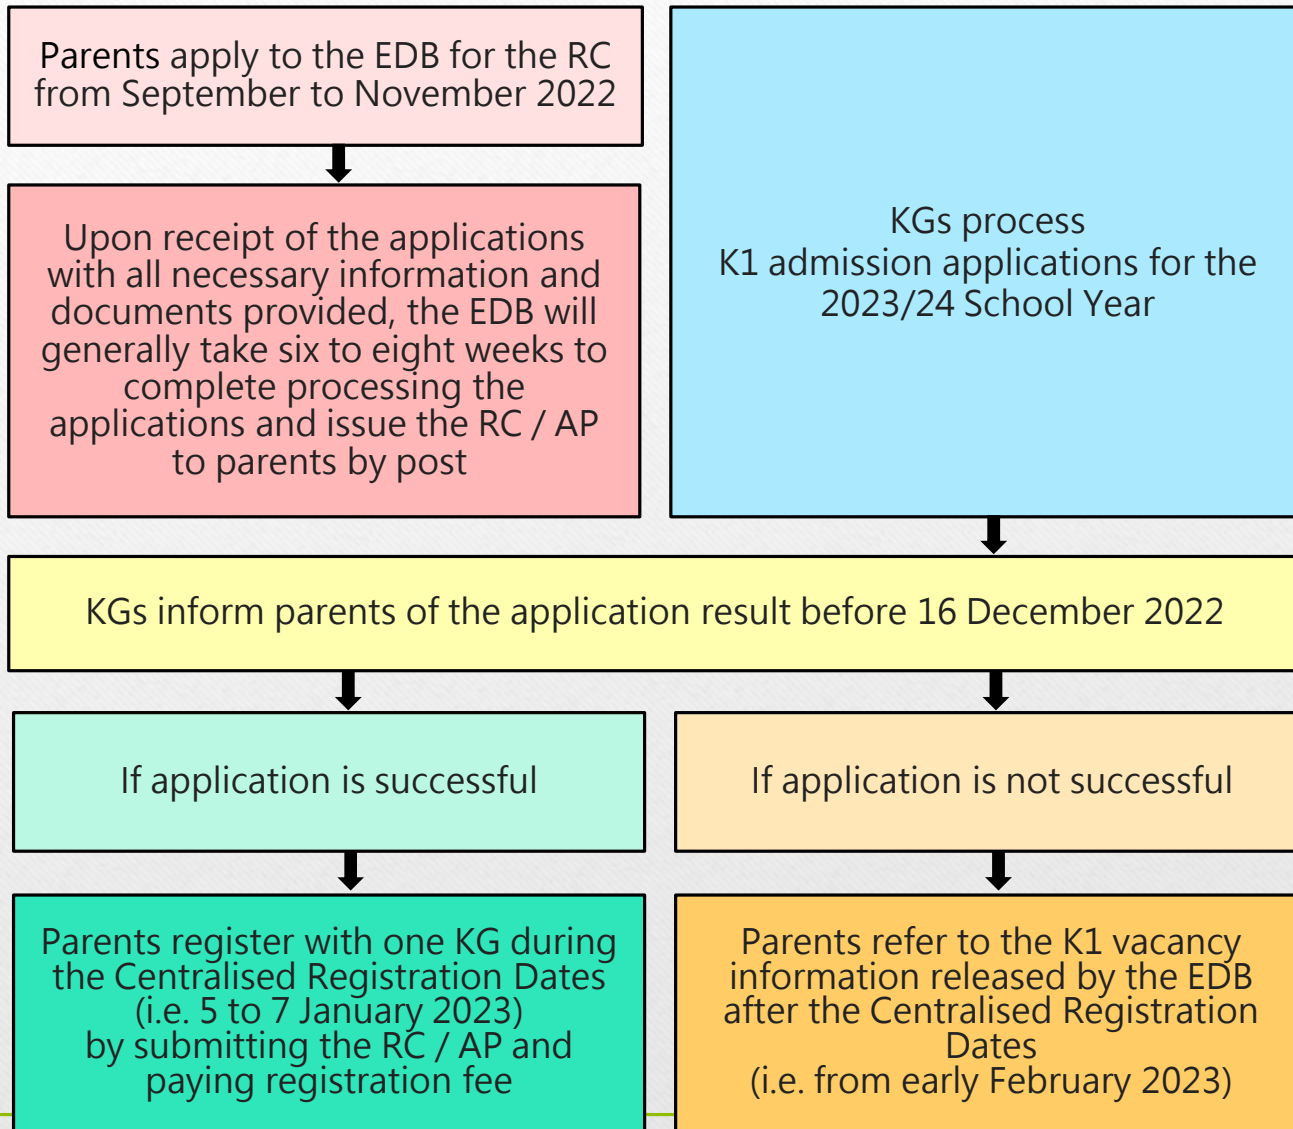 Parents apply to the EDB for the RC
from September to November 2022
Upon receipt of the applications
with all necessary information and
documents provided, the EDB will
generally take six to eight weeks to
complete processing the
applications and issue the RC / AP
to parents by post
KGs process
K1 admission applications for the
2023/24 School Year
KGs inform parents of the application result before 16 December 2022
If application is successful
If application is not successful
Parents register with one KG during
the Centralised Registration Dates
(i.e. 5 to 7 January 2023)
by submitting the RC / AP and
paying registration fee
Parents refer to the K1 vacancy
information released by the EDB
after the Centralised Registration
Dates
(i.e. from early February 2023)